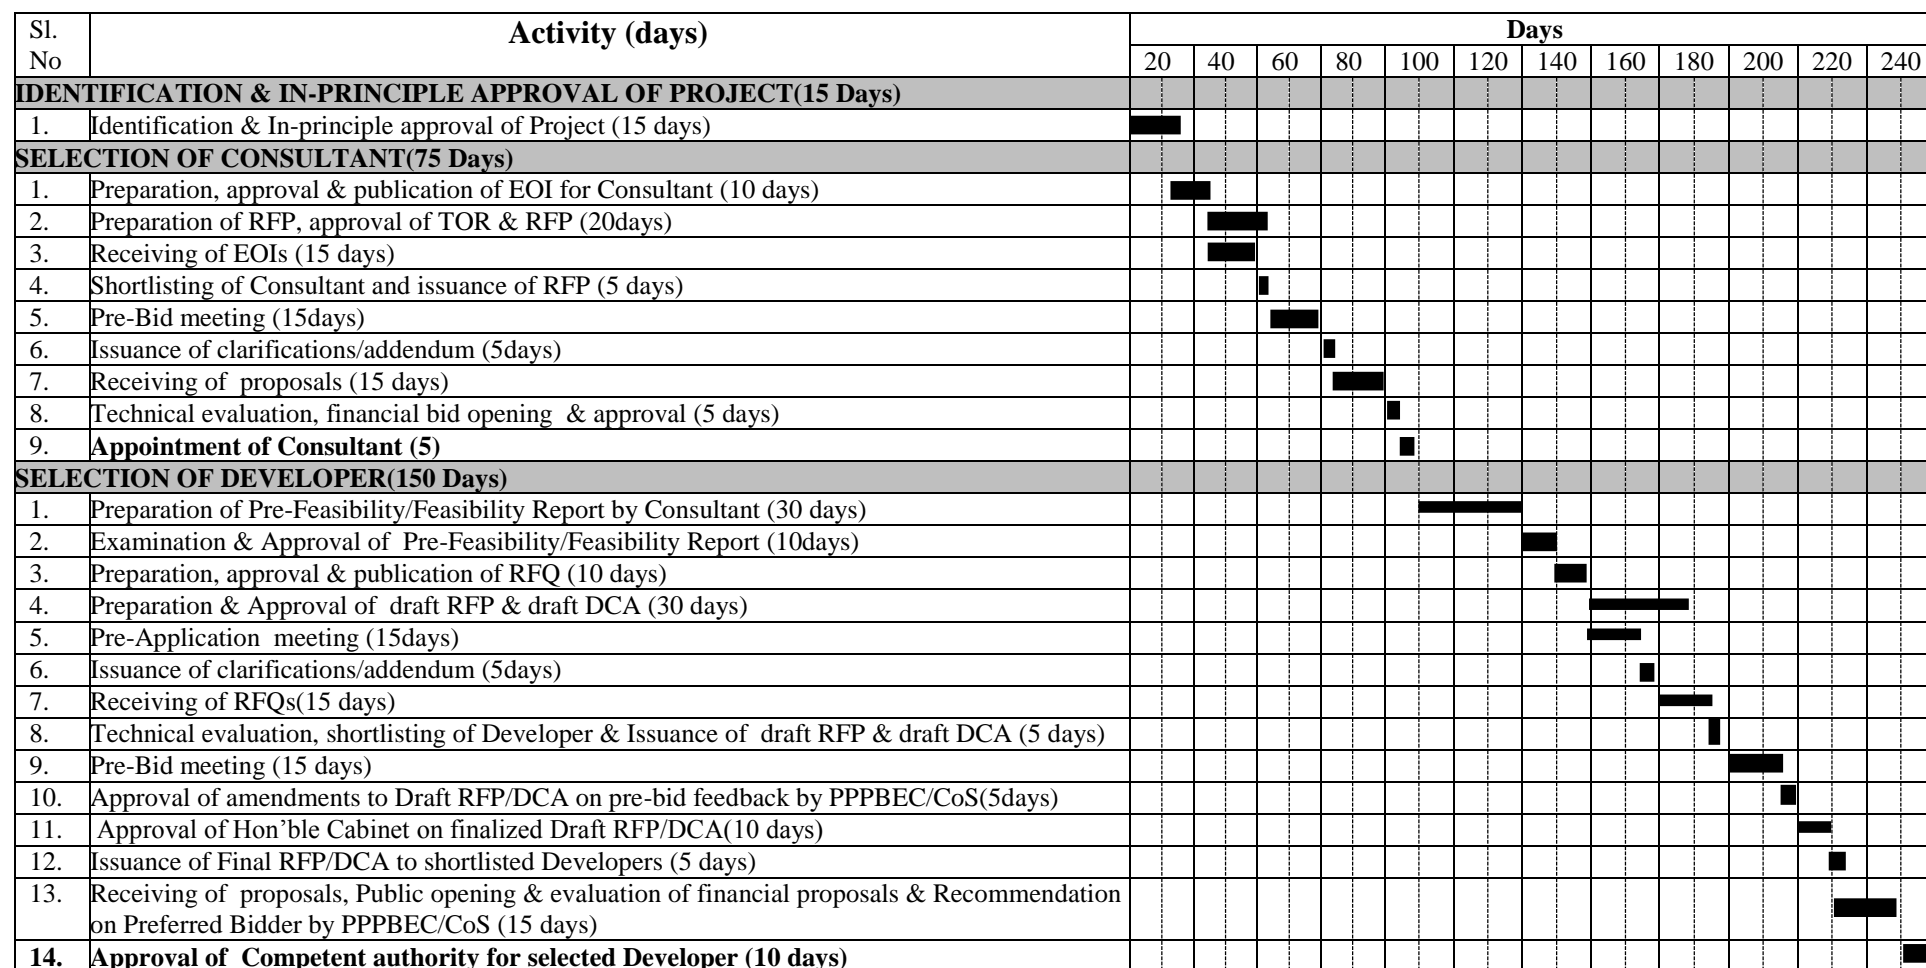 Sl. No Activity (days) Days
20 40 60 80 100 120 140 160 180 200 220 240
IDENTIFICATION & IN-PRINCIPLE APPROVAL OF PROJECT(15 Days)
1. Identification & In-principle approval of Project (15 days)
SELECTION OF CONSULTANT(75 Days)
1. Preparation, approval & publication of EOI for Consultant (10 days)
2. Preparation of RFP, approval of TOR & RFP (20days)
3. Receiving of EOIs (15 days)
4. Shortlisting of Consultant and issuance of RFP (5 days)
5. Pre-Bid meeting (15days)
6. Issuance of clarifications/addendum (5days)
7. Receiving of proposals (15 days)
8. Technical evaluation, financial bid opening & approval (5 days)
9. Appointment of Consultant (5)
SELECTION OF DEVELOPER(150 Days)
1. Preparation of Pre-Feasibility/Feasibility Report by Consultant (30 days)
2. Examination & Approval of Pre-Feasibility/Feasibility Report (10days)
3. Preparation, approval & publication of RFQ (10 days)
4. Preparation & Approval of draft RFP & draft DCA (30 days)
5. Pre-Application meeting (15days)
6. Issuance of clarifications/addendum (5days)
7. Receiving of RFQs(15 days)
8. Technical evaluation, shortlisting of Developer & Issuance of draft RFP & draft DCA (5 days)
9. Pre-Bid meeting (15 days)
10. Approval of amendments to Draft RFP/DCA on pre-bid feedback by PPPBEC/CoS(5days)
11. Approval of Hon’ble Cabinet on finalized Draft RFP/DCA(10 days)
12. Issuance of Final RFP/DCA to shortlisted Developers (5 days)
13. Receiving of proposals, Public opening & evaluation of financial proposals & Recommendation
on Preferred Bidder by PPPBEC/CoS (15 days)
14. Approval of Competent authority for selected Developer (10 days)